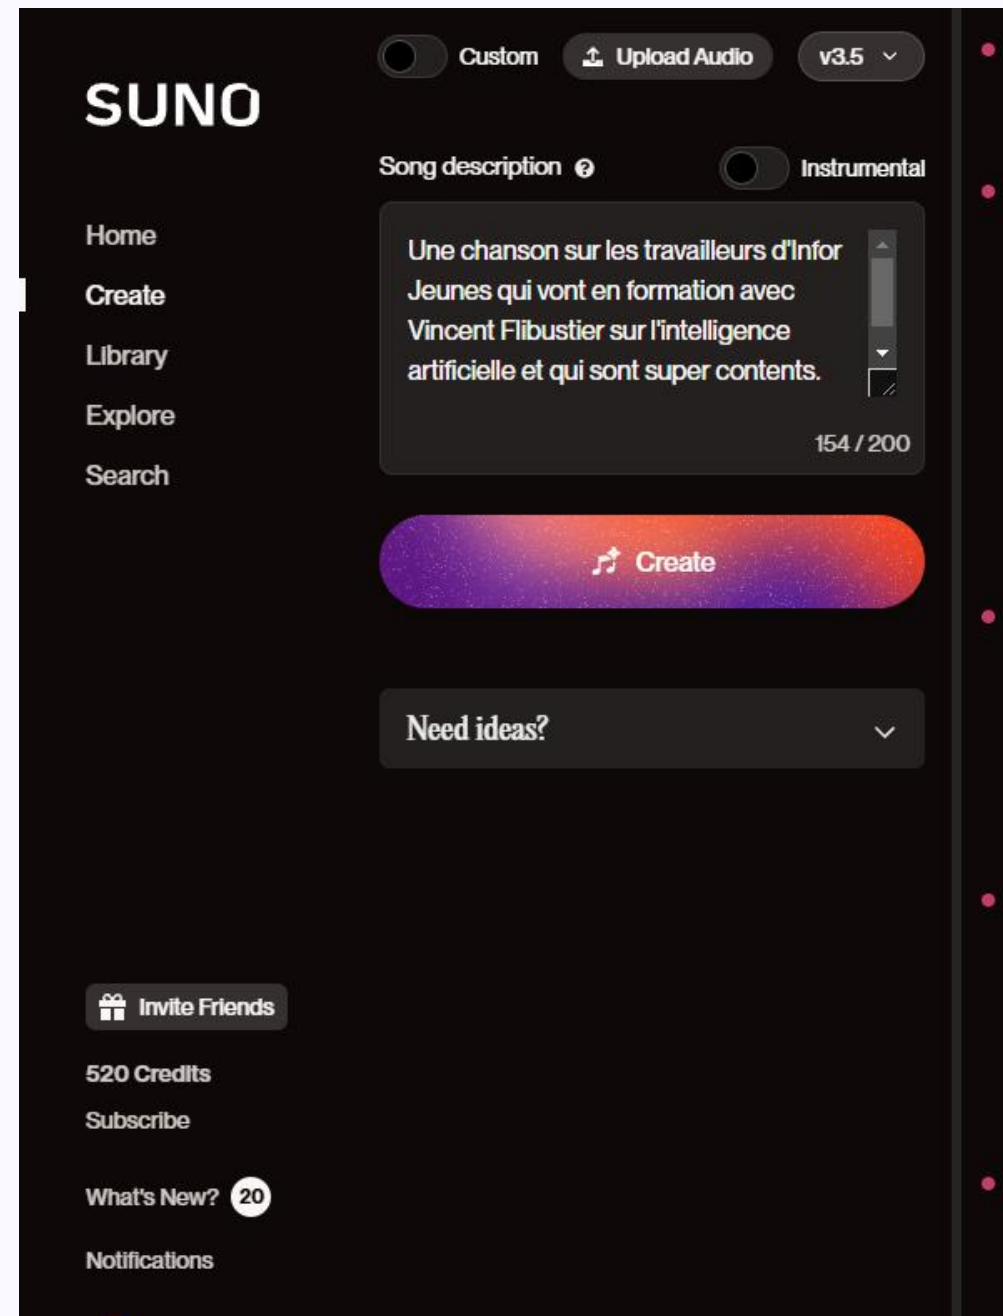 SUNO
Home
Create
Library
Explore
Search
Invite Friends
520 Credits
Subscribe
What's New? 20
Notifications
Custom
Upload Audio
v3.5
Song description
Instrumental
Une chanson sur les travailleurs d'Infor
Jeunes qui vont en formation avec
Vincent Flibustier sur l'intelligence
artificielle et qui sont super contents.
154 / 200
Create
Need ideas?